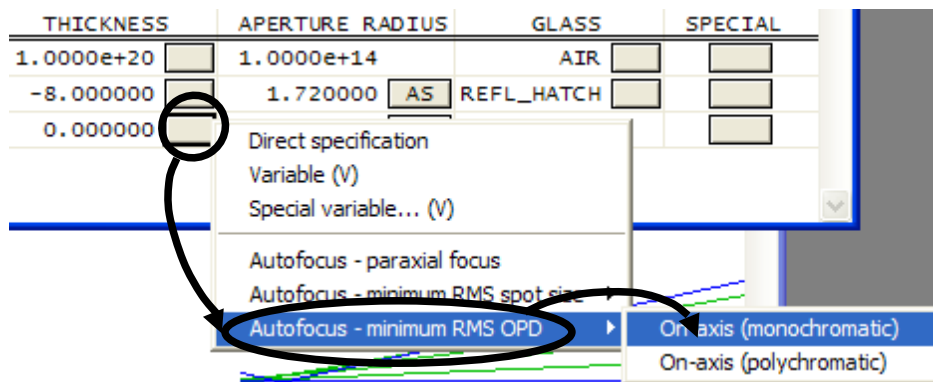 THICKNESS APERTURE RADIUS GLASS SPECIAL
1.0000e+20 1.0000e+14 AIR
-8.000000 1.720000 AS REFL_HATCH
0.000000
Direct specification
Variable (V)
Special variable... (V)
Autofocus - paraxial focus
Autofocus - minimum RMS spot size
Autofocus - minimum RMS OPD On-axis (monochromatic)
On-axis (polychromatic)